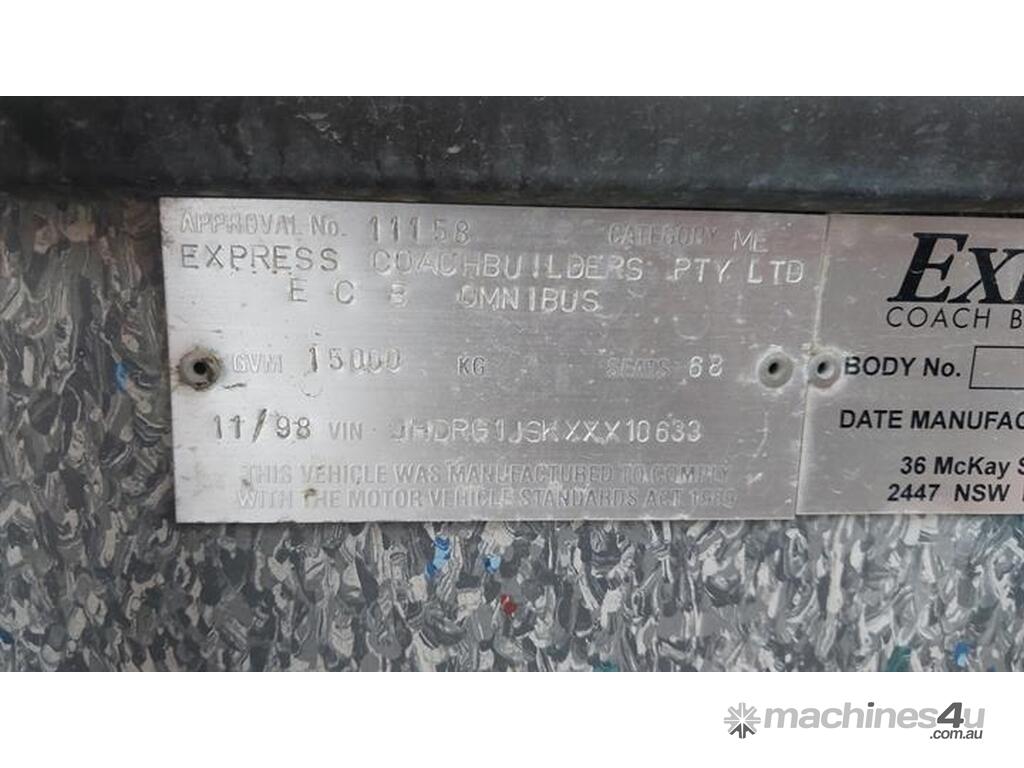 APPROVAL No. 11158 CATEGORY ME
EXPRESS COACHBUILDERS PTY LTD
E C B OMNIBUS
GVM 15000 KG SEATS 68
11/98 VIN JHDRG1JSKXXX10633
THIS VEHICLE WAS MANUFACTURED TO COMPLY
WITH THE MOTOR VEHICLE STANDARDS ACT 1989
EX
COACH B
BODY No.
DATE MANUFAC
36 McKay S
2447 NSW
machines4u
.com.au